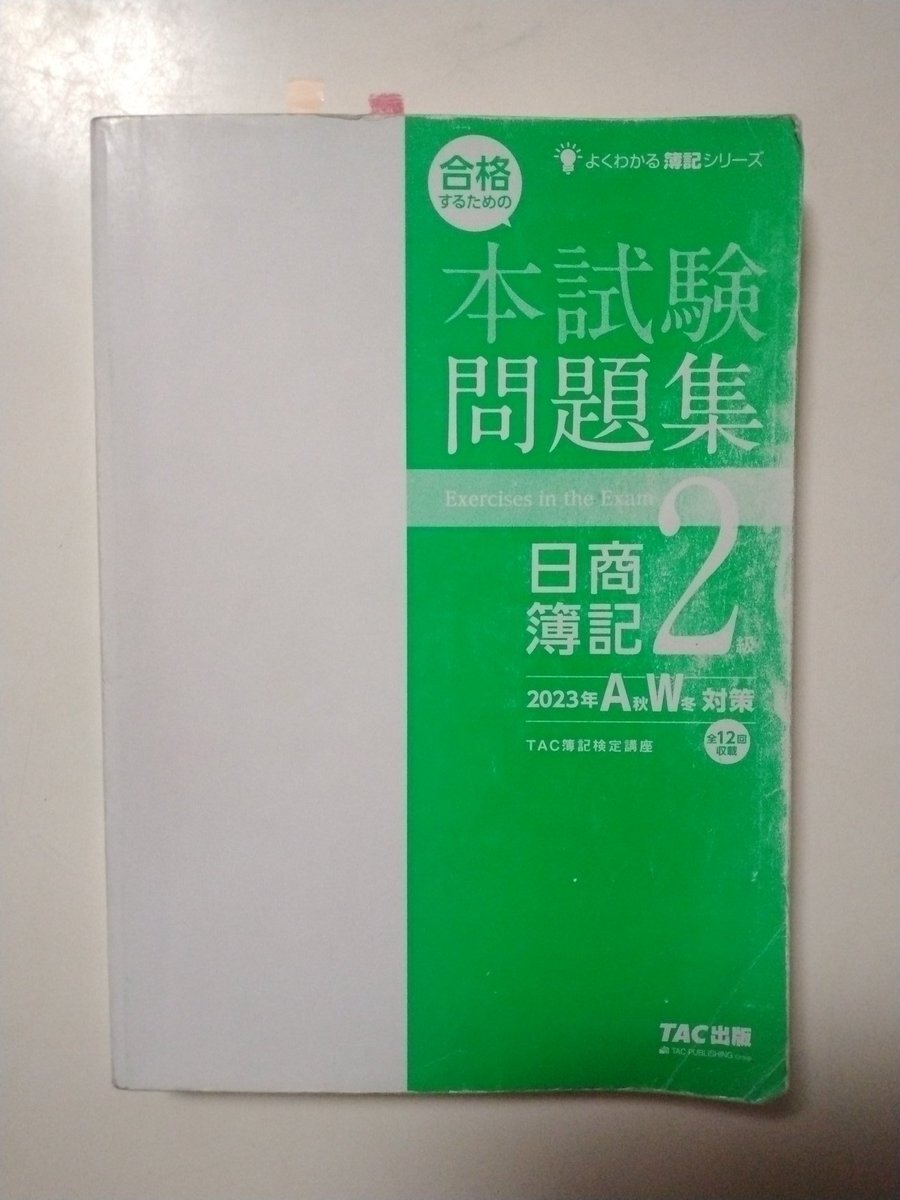 合格
するための
よくわかる簿記シリーズ
本試験
問題集
Exercises in the Exam
日商
簿記2級
2023年A秋W冬対策
TAC簿記検定講座
全12回
収載
TAC出版
TAC PUBLISHING Group